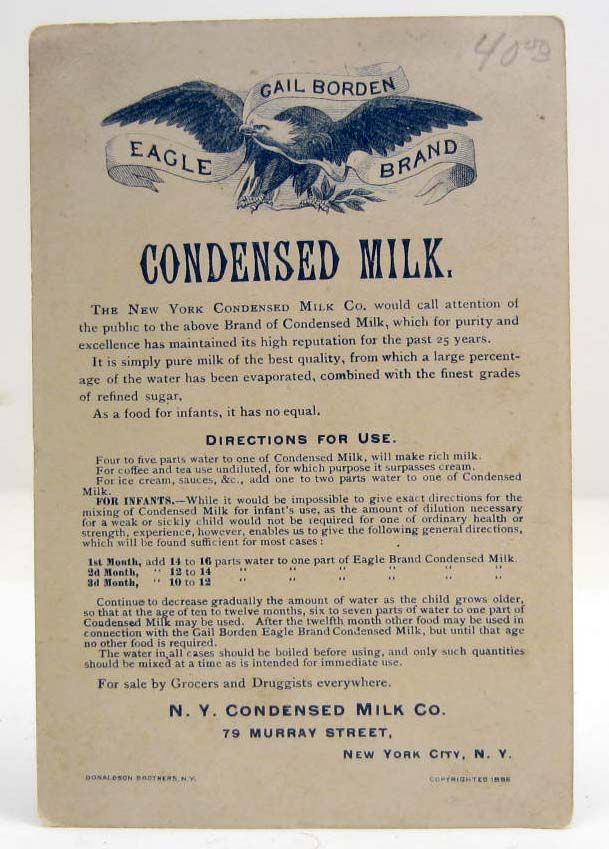 4000
GAIL BORDEN
EAGLE BRAND
CONDENSED MILK.
THE NEW YORK CONDENSED MILK CO. would call attention of
the public to the above Brand of Condensed Milk, which for purity and
excellence has maintained its high reputation for the past 25 years.
It is simply pure milk of the best quality, from which a large percent-
age of the water has been evaporated, combined with the finest grades
of refined sugar.
As a food for infants, it has no equal.
DIRECTIONS FOR USE.
Four to five parts water to one of Condensed Milk, will make rich milk.
For coffee and tea use undiluted, for which purpose it surpasses cream.
For ice cream, sauces, &c., add one to two parts water to one of Condensed
Milk.
FOR INFANTS.—While it would be impossible to give exact directions for the
mixing of Condensed Milk for infant's use, as the amount of dilution necessary
for a weak or sickly child would not be required for one of ordinary health or
strength, experience, however, enables us to give the following general directions,
which will be found sufficient for most cases:
1st Month, add 14 to 16 parts water to one part of Eagle Brand Condensed Milk.
2d Month, " 12 to 14 " " " " " "
3d Month, " 10 to 12 " " " " " "
Continue to decrease gradually the amount of water as the child grows older,
so that at the age of ten to twelve months, six to seven parts of water to one part of
Condensed Milk may be used. After the twelfth month other food may be used in
connection with the Gail Borden Eagle Brand Condensed Milk, but until that age
no other food is required.
The water in all cases should be boiled before using, and only such quantities
should be mixed at a time as is intended for immediate use.
For sale by Grocers and Druggists everywhere.
N. Y. CONDENSED MILK CO.
79 MURRAY STREET,
NEW YORK CITY, N. Y.
DONALDSON BROTHERS, N.Y. COPYRIGHTED